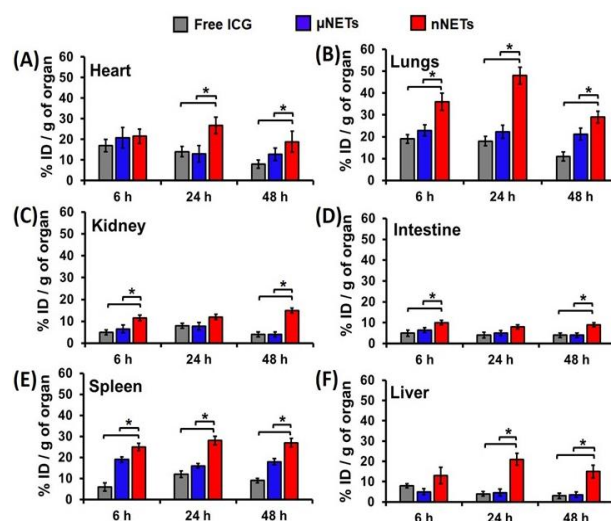 Free ICG µNETs nNETs
(A) Heart
% ID / g of organ
60
50
40
30
20
10
0
* *
6 h 24 h 48 h
(B) Lungs
% ID / g of organ
60
50
40
30
20
10
0
* * *
6 h 24 h 48 h
(C) Kidney
% ID / g of organ
60
50
40
30
20
10
0
* *
6 h 24 h 48 h
(D) Intestine
% ID / g of organ
60
50
40
30
20
10
0
* *
6 h 24 h 48 h
(E) Spleen
% ID / g of organ
60
50
40
30
20
10
0
* * *
6 h 24 h 48 h
(F) Liver
% ID / g of organ
60
50
40
30
20
10
0
* *
6 h 24 h 48 h